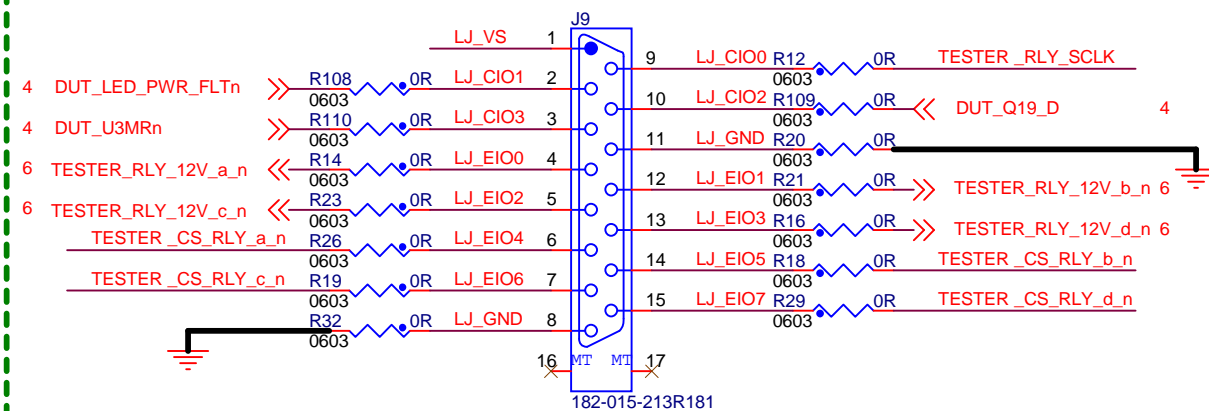 J9
LJ_VS 1
9 LJ_CIO0 R12 0R TESTER _RLY_SCLK
0603
4 DUT_LED_PWR_FLTn R108 0R LJ_CIO1 2
0603
10 LJ_CIO2 R109 0R DUT_Q19_D 4
0603
4 DUT_U3MRn R110 0R LJ_CIO3 3
0603
11 LJ_GND R20 0R
0603
6 TESTER_RLY_12V_a_n R14 0R LJ_EIO0 4
0603
12 LJ_EIO1 R21 0R TESTER_RLY_12V_b_n 6
0603
6 TESTER_RLY_12V_c_n R23 0R LJ_EIO2 5
0603
13 LJ_EIO3 R16 0R TESTER_RLY_12V_d_n 6
0603
TESTER _CS_RLY_a_n R26 0R LJ_EIO4 6
0603
14 LJ_EIO5 R18 0R TESTER _CS_RLY_b_n
0603
TESTER _CS_RLY_c_n R19 0R LJ_EIO6 7
0603
15 LJ_EIO7 R29 0R TESTER _CS_RLY_d_n
0603
R32 0R LJ_GND 8
0603
16 MT MT 17
182-015-213R181